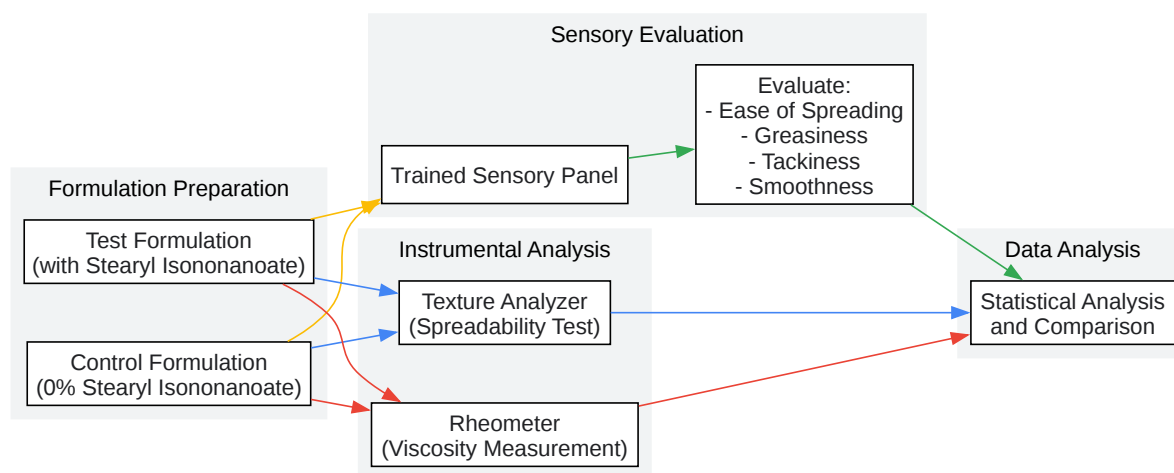 Sensory Evaluation
Evaluate:
- Ease of Spreading
- Greasiness
- Tackiness
- Smoothness
Trained Sensory Panel
Formulation Preparation
Test Formulation
(with Stearyl Isononanoate)
Control Formulation
(0% Stearyl Isononanoate)
Instrumental Analysis
Texture Analyzer
(Spreadability Test)
Rheometer
(Viscosity Measurement)
Data Analysis
Statistical Analysis
and Comparison